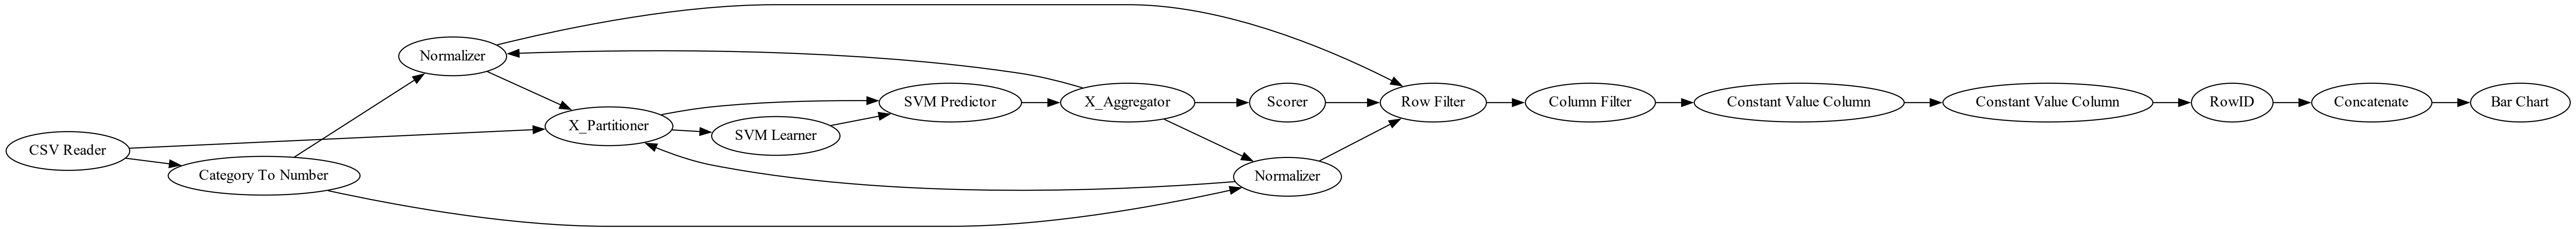 CSV Reader
Category To Number
Normalizer
X_Partitioner
SVM Learner
SVM Predictor
X_Aggregator
Scorer
Normalizer
Row Filter
Column Filter
Constant Value Column
Constant Value Column
RowID
Concatenate
Bar Chart